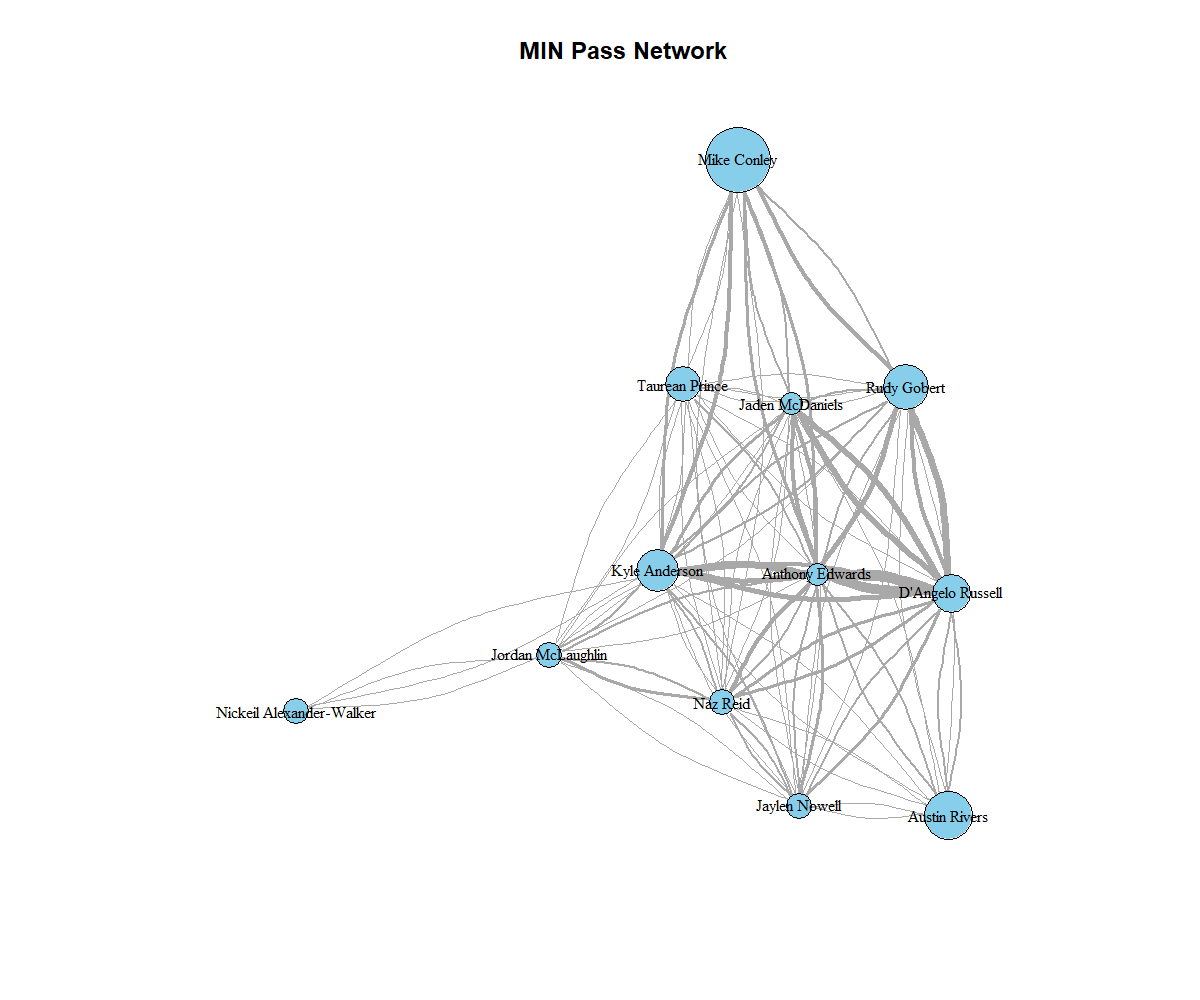 MIN Pass Network
Mike Conley
Taurean Prince
Rudy Gobert
Jaden McDaniels
Kyle Anderson
Anthony Edwards
D'Angelo Russell
Jordan McLaughlin
Naz Reid
Nickeil Alexander-Walker
Jaylen Nowell
Austin Rivers